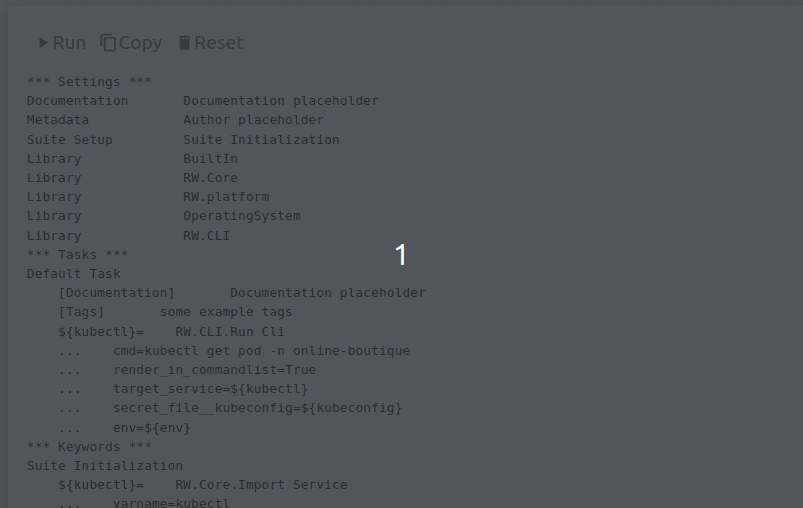 Run Copy Reset
*** Settings ***
Documentation       Documentation placeholder
Metadata            Author placeholder
Suite Setup         Suite Initialization
Library             BuiltIn
Library             RW.Core
Library             RW.platform
Library             OperatingSystem
Library             RW.CLI
1
*** Tasks ***
Default Task
    [Documentation]       Documentation placeholder
    [Tags]       some example tags
    ${kubectl}=    RW.CLI.Run Cli
    ...    cmd=kubectl get pod -n online-boutique
    ...    render_in_commandlist=True
    ...    target_service=${kubectl}
    ...    secret_file__kubeconfig=${kubeconfig}
    ...    env=${env}
*** Keywords ***
Suite Initialization
    ${kubectl}=    RW.Core.Import Service
    ...    varname=kubectl